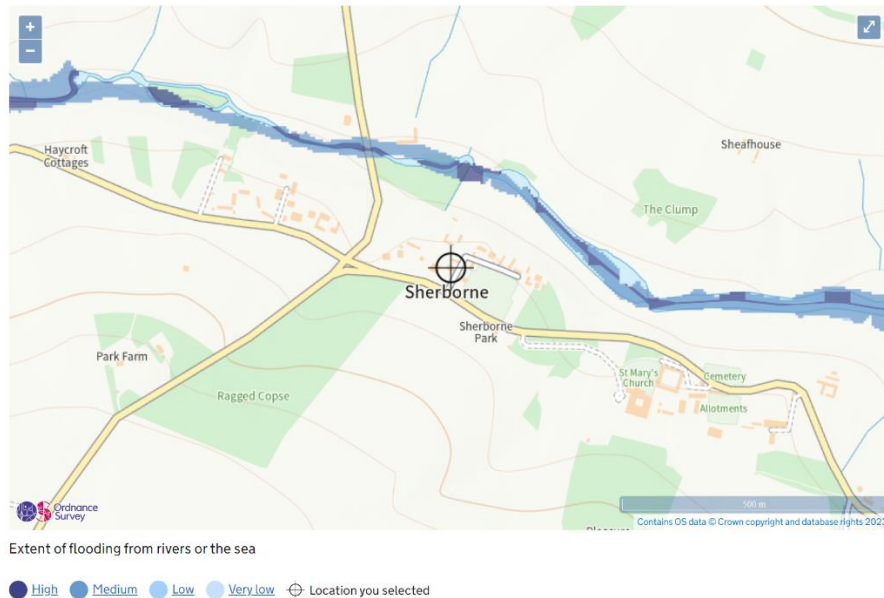 +
−
Haycroft
Cottages
Sheafhouse
The Clump
Sherborne
Sherborne
Park
Park Farm
Ragged Copse
St Mary's
Church
Cemetery
Allotments
Ordnance
Survey
500 m
Contains OS data © Crown copyright and database rights 2023
Extent of flooding from rivers or the sea
High Medium Low Very low Location you selected